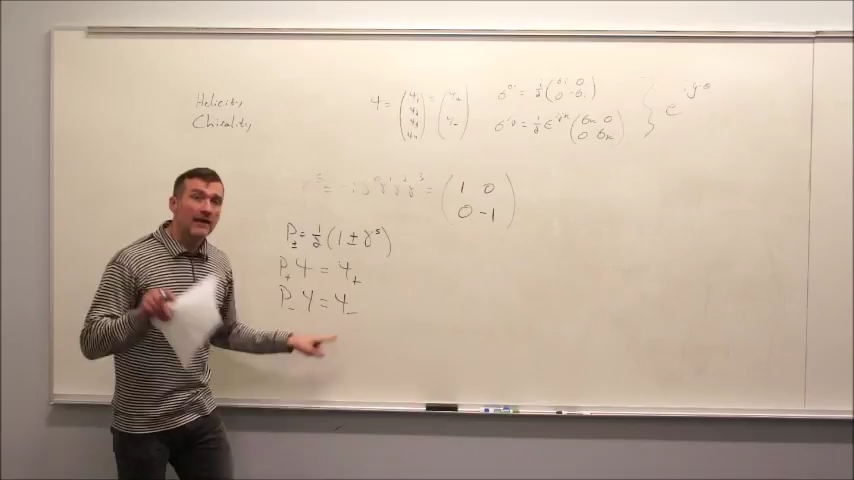 Helicity
Chirality
ψ = (ψ₁ ψ₂ ψ₃ ψ₄) = (ψ₊ ψ₋)
σ⁰ⁱ = i/2 (σi 0 0 -σi)
σⁱʲ = 1/2 εⁱʲᵏ (σk 0 0 σk)
γ⁵ = -iγ⁰γ¹γ²γ³ = (1 0 0 -1)
P± = 1/2 (1 ± γ⁵)
P₊ψ = ψ₊
P₋ψ = ψ₋